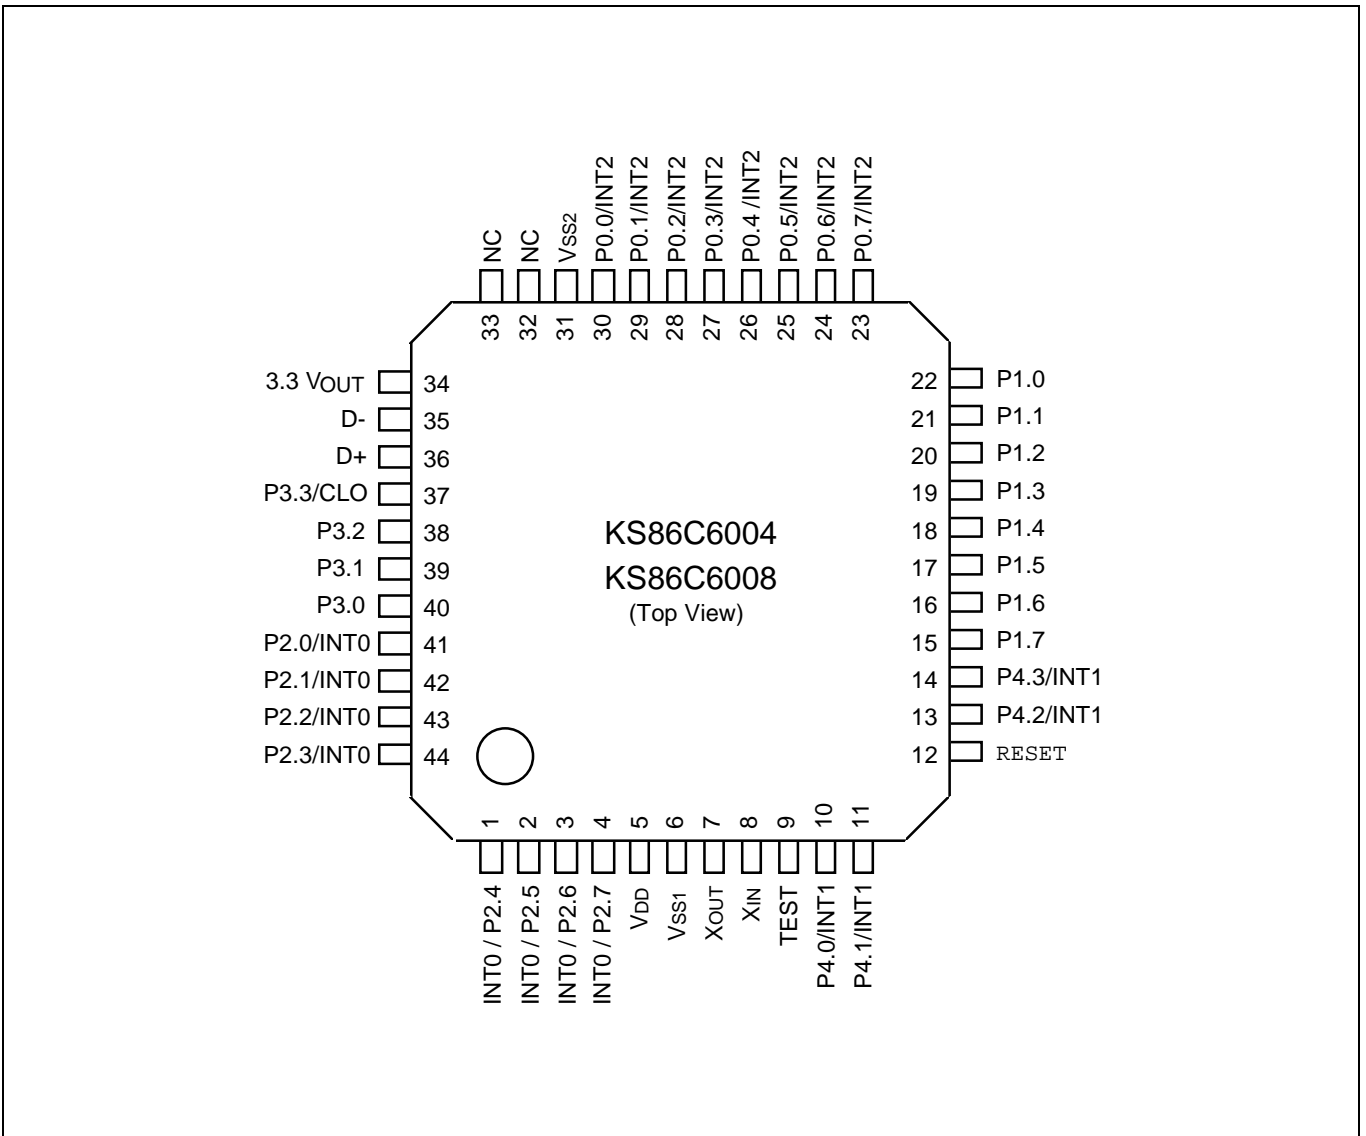 NC
NC
VSS2
P0.0/INT2
P0.1/INT2
P0.2/INT2
P0.3/INT2
P0.4 /INT2
P0.5/INT2
P0.6/INT2
P0.7/INT2
33
32
31
30
29
28
27
26
25
24
23
3.3 VOUT 34
D- 35
D+ 36
P3.3/CLO 37
P3.2 38
P3.1 39
P3.0 40
P2.0/INT0 41
P2.1/INT0 42
P2.2/INT0 43
P2.3/INT0 44
KS86C6004
KS86C6008
(Top View)
22 P1.0
21 P1.1
20 P1.2
19 P1.3
18 P1.4
17 P1.5
16 P1.6
15 P1.7
14 P4.3/INT1
13 P4.2/INT1
12 RESET
1
2
3
4
5
6
7
8
9
10
11
INT0 / P2.4
INT0 / P2.5
INT0 / P2.6
INT0 / P2.7
VDD
VSS1
XOUT
XIN
TEST
P4.0/INT1
P4.1/INT1